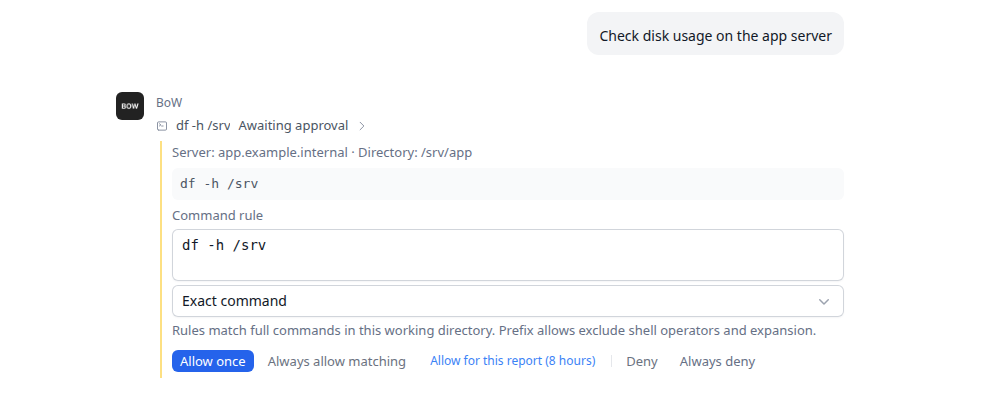 Check disk usage on the app server
BOW
BoW
df -h /srv Awaiting approval
Server: app.example.internal · Directory: /srv/app
df -h /srv
Command rule
df -h /srv
Exact command
Rules match full commands in this working directory. Prefix allows exclude shell operators and expansion.
Allow once Always allow matching Allow for this report (8 hours) Deny Always deny